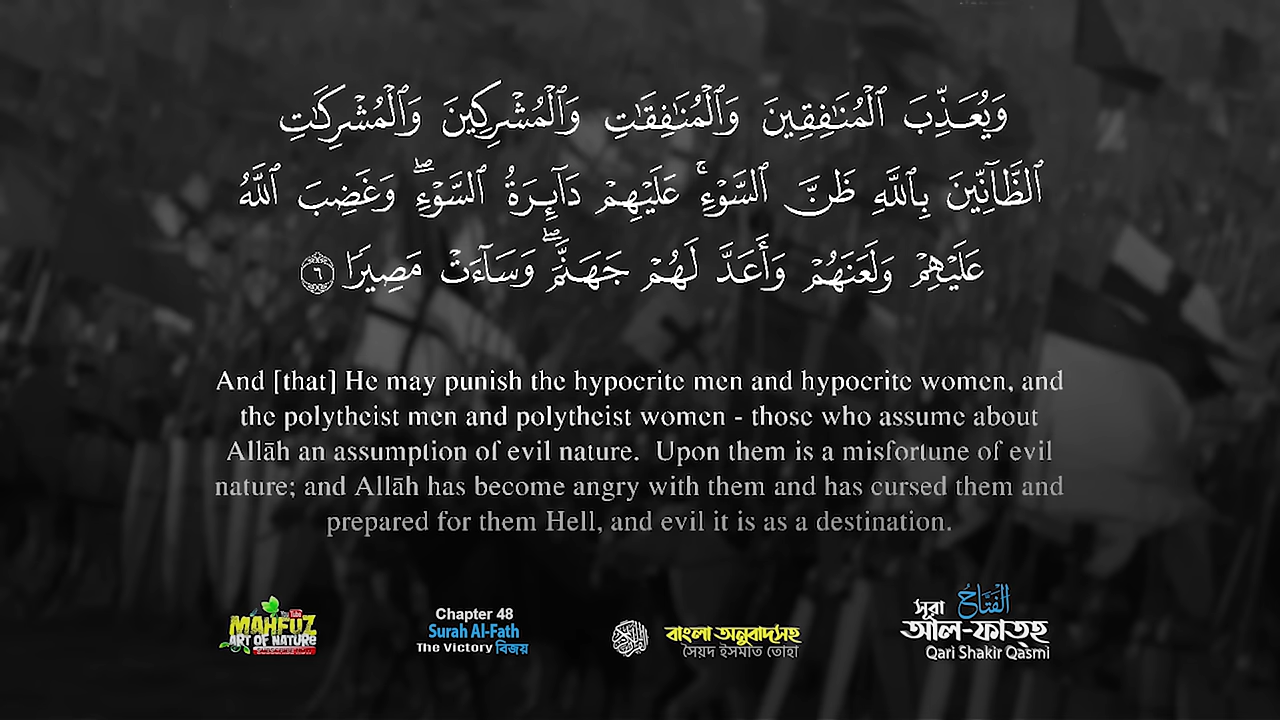 وَيُعَذِّبَ ٱلْمُنَـٰفِقِينَ وَٱلْمُنَـٰفِقَـٰتِ وَٱلْمُشْرِكِينَ وَٱلْمُشْرِكَـٰتِ
ٱلظَّآنِّينَ بِٱللَّهِ ظَنَّ ٱلسَّوْءِ ۚ عَلَيْهِمْ دَآئِرَةُ ٱلسَّوْءِ ۖ وَغَضِبَ ٱللَّهُ
عَلَيْهِمْ وَلَعَنَهُمْ وَأَعَدَّ لَهُمْ جَهَنَّمَ ۖ وَسَآءَتْ مَصِيرًا ٦
And [that] He may punish the hypocrite men and hypocrite women, and
the polytheist men and polytheist women - those who assume about
Allāh an assumption of evil nature.  Upon them is a misfortune of evil
nature; and Allāh has become angry with them and has cursed them and
prepared for them Hell, and evil it is as a destination.
You Tube
MAHFUZ
ART OF NATURE
Chapter 48
Surah Al-Fath
The Victory বিজয়
বাংলা অনুবাদসহ
সৈয়দ ইসমাত তোহা
সূরা الْفَتَاحُ
আল-ফাতহ
Qari Shakir Qasmi